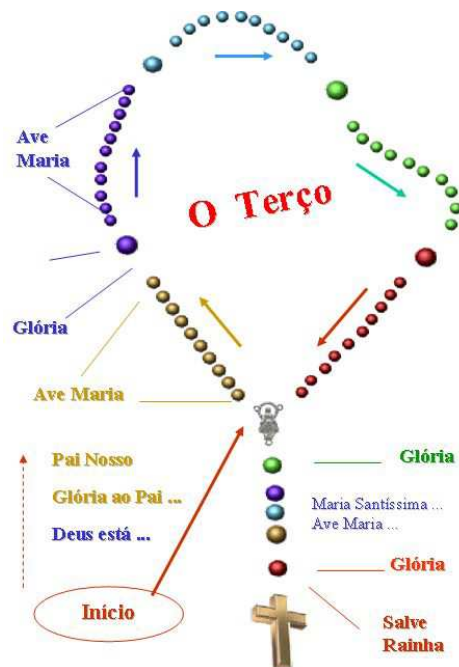 O Terço
Ave
Maria
Glória
Ave Maria
Pai Nosso
Glória ao Pai ...
Deus está ...
Início
Glória
Maria Santíssima ...
Ave Maria ...
Glória
Salve
Rainha